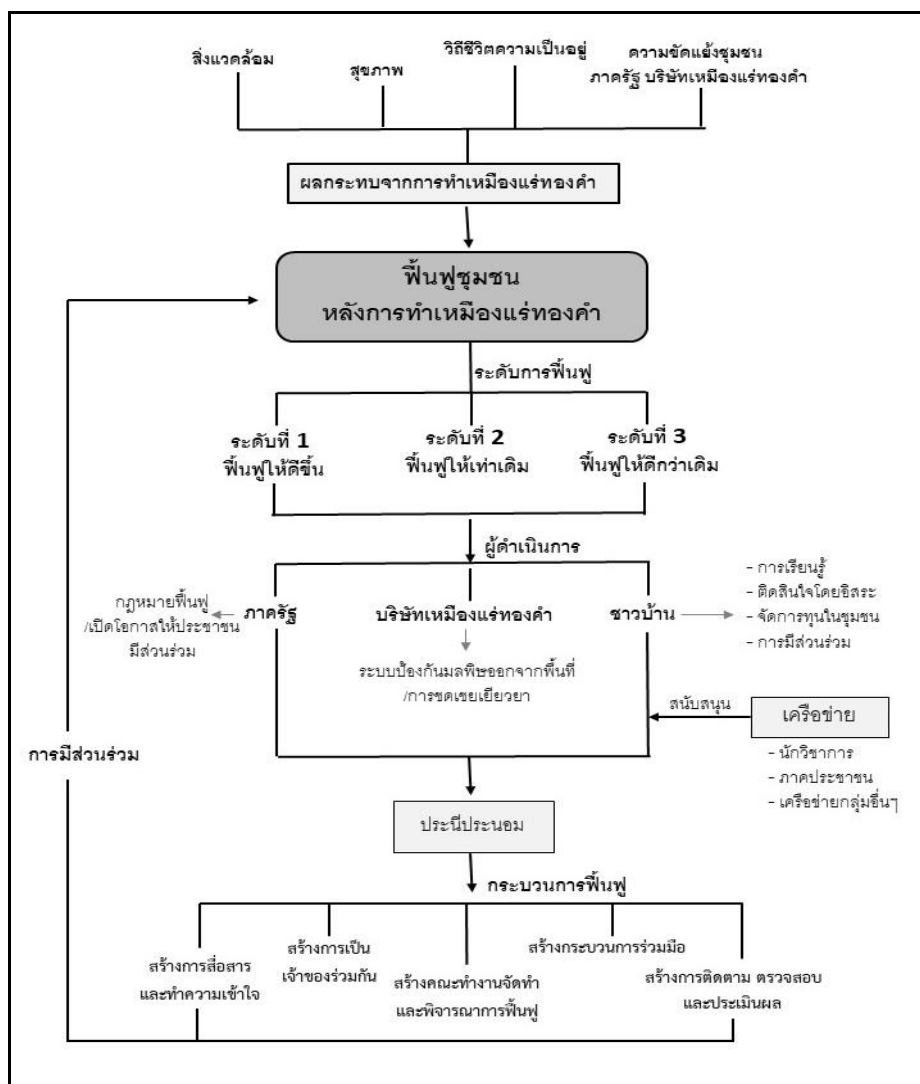 สิ่งแวดล้อม
สุขภาพ
วิถีชีวิตความเป็นอยู่
ความขัดแย้งชุมชน
ภาครัฐ บริษัทเหมืองแร่ทองคำ
ผลกระทบจากการทำเหมืองแร่ทองคำ
ฟื้นฟูชุมชน
หลังการทำเหมืองแร่ทองคำ
ระดับการฟื้นฟู
ระดับที่ 1
ฟื้นฟูให้ดีขึ้น
ระดับที่ 2
ฟื้นฟูให้เท่าเดิม
ระดับที่ 3
ฟื้นฟูให้ดีกว่าเดิม
ผู้ดำเนินการ
กฎหมายฟื้นฟู
/เปิดโอกาสให้ประชาชน
มีส่วนร่วม
ภาครัฐ
บริษัทเหมืองแร่ทองคำ
ระบบป้องกันมลพิษออกจากพื้นที่
/การชดเชยเยียวยา
ชาวบ้าน
- การเรียนรู้
- ติดสินใจโดยอิสระ
- จัดการทุนในชุมชน
- การมีส่วนร่วม
สนับสนุน
เครือข่าย
- นักวิชาการ
- ภาคประชาชน
- เครือข่ายกลุ่มอื่นๆ
การมีส่วนร่วม
ประนีประนอม
กระบวนการฟื้นฟู
สร้างการสื่อสาร
และทำความเข้าใจ
สร้างการเป็น
เจ้าของร่วมกัน
สร้างคณะทำงานจัดทำ
และพิจารณาการฟื้นฟู
สร้างกระบวนการร่วมมือ
สร้างการติดตาม ตรวจสอบ
และประเมินผล